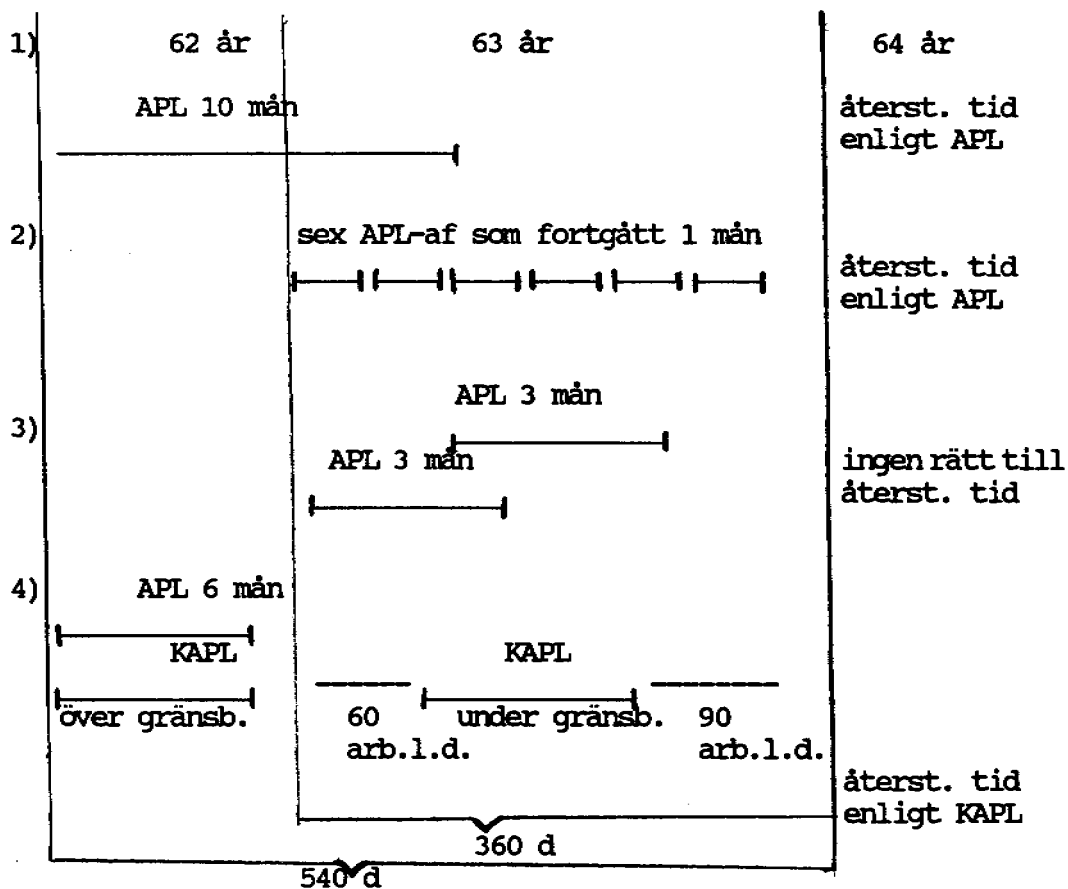 1) 62 år 63 år 64 år
APL 10 mån återst. tid
enligt APL
2) sex APL-af som fortgått 1 mån
återst. tid
enligt APL
APL 3 mån
3)
APL 3 mån ingen rätt till
återst. tid
4) APL 6 mån
KAPL KAPL
över gränsb. 60 under gränsb. 90
arb.l.d. arb.l.d.
återst. tid
enligt KAPL
360 d
540 d